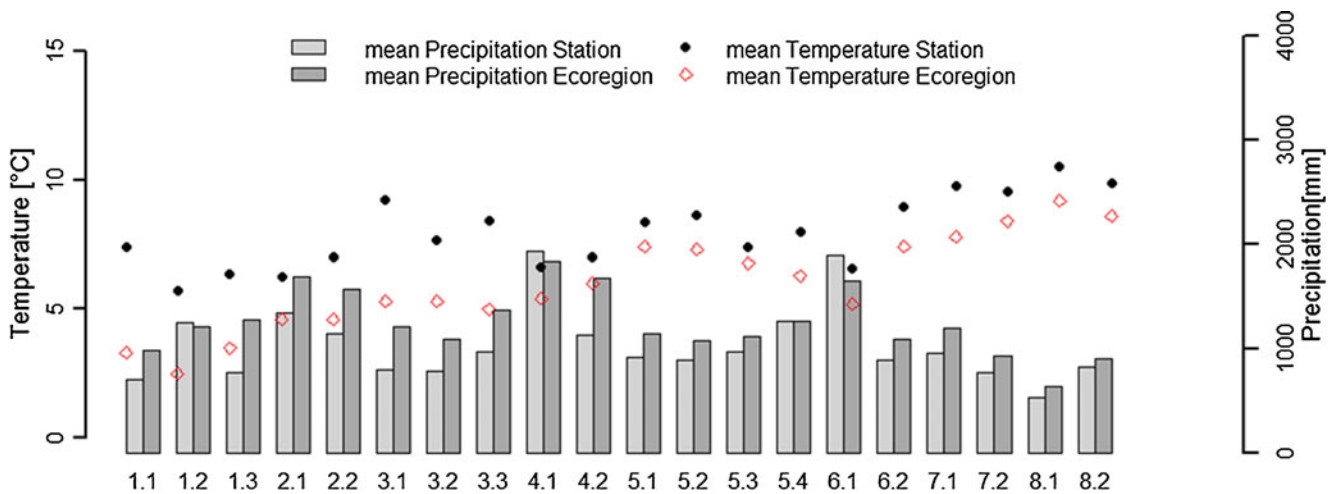 15
10
5
0
Temperature [°C]
mean Precipitation Station
mean Precipitation Ecoregion
mean Temperature Station
mean Temperature Ecoregion
4000
3000
2000
1000
0
Precipitation[mm]
1.1 1.2 1.3 2.1 2.2 3.1 3.2 3.3 4.1 4.2 5.1 5.2 5.3 5.4 6.1 6.2 7.1 7.2 8.1 8.2